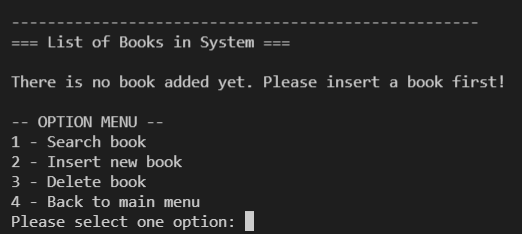 ---------------------------------------------------
=== List of Books in System ===
There is no book added yet. Please insert a book first!
-- OPTION MENU --
1 - Search book
2 - Insert new book
3 - Delete book
4 - Back to main menu
Please select one option: